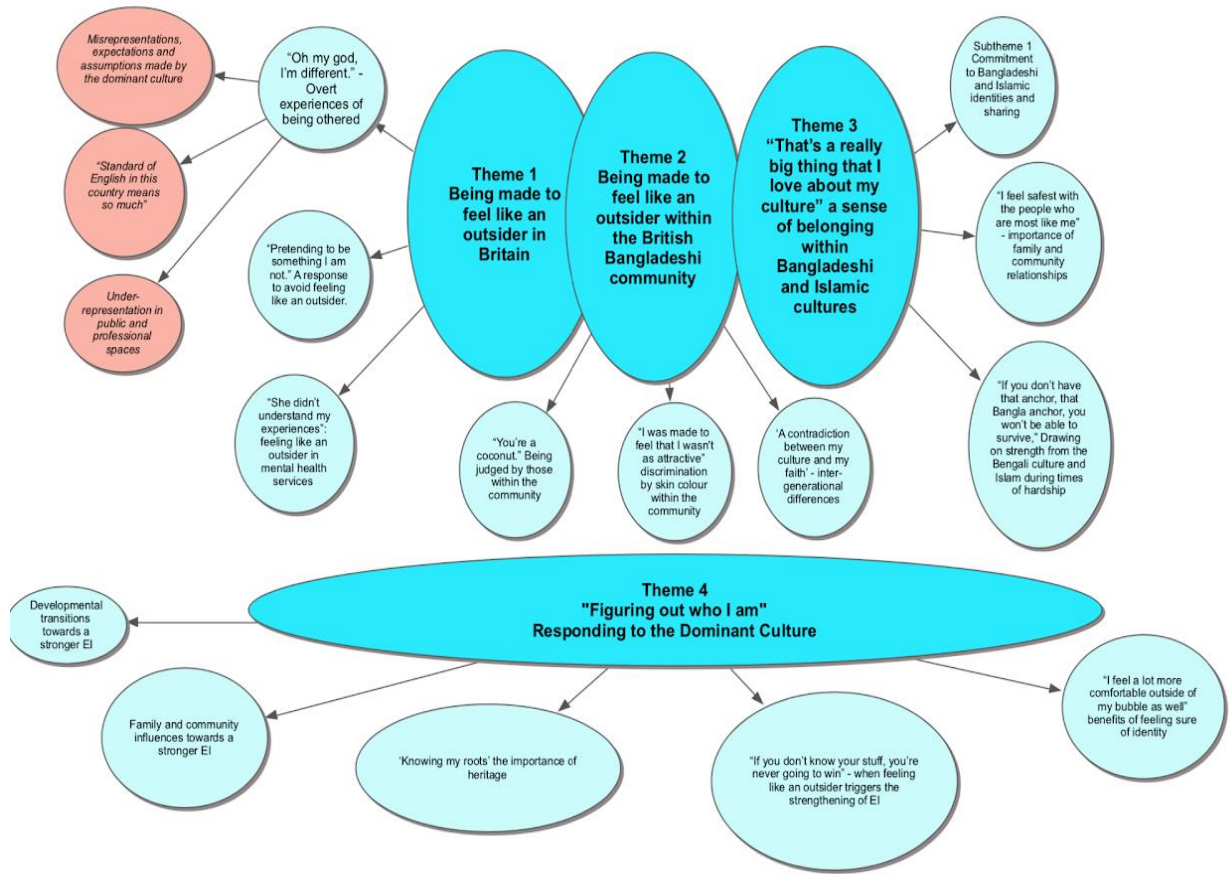 Misrepresentations,
expectations and
assumptions made by
the dominant culture
“Standard of
English in this
country means
so much”
Under-
representation in
public and
professional
spaces
“Oh my god,
I’m different.” -
Overt
experiences of
being othered
“Pretending to be
something I am
not.” A response
to avoid feeling
like an outsider.
“She didn’t
understand my
experiences”:
feeling like an
outsider in
mental health
services
Theme 1
Being made to
feel like an
outsider in
Britain
Theme 2
Being made to
feel like an
outsider within
the British
Bangladeshi
community
Theme 3
“That’s a really
big thing that I
love about my
culture” a sense
of belonging
within
Bangladeshi
and Islamic
cultures
“You’re a
coconut.” Being
judged by those
within the
community
“I was made to
feel that I wasn't
as attractive”
discrimination
by skin colour
within the
community
‘A contradiction
between my
culture and my
faith’ - inter-
generational
differences
Subtheme 1
Commitment
to Bangladeshi
and Islamic
identities and
sharing
“I feel safest with
the people who
are most like me”
- importance of
family and
community
relationships
“If you don’t have
that anchor, that
Bangla anchor, you
won’t be able to
survive,” Drawing
on strength from the
Bengali culture and
Islam during times
of hardship
Theme 4
"Figuring out who I am"
Responding to the Dominant Culture
Developmental
transitions
towards a
stronger EI
Family and community
influences towards a
stronger EI
‘Knowing my roots’ the importance of
heritage
“If you don’t know your stuff, you’re
never going to win” - when feeling
like an outsider triggers the
strengthening of EI
“I feel a lot more
comfortable outside of
my bubble as well”
benefits of feeling sure
of identity